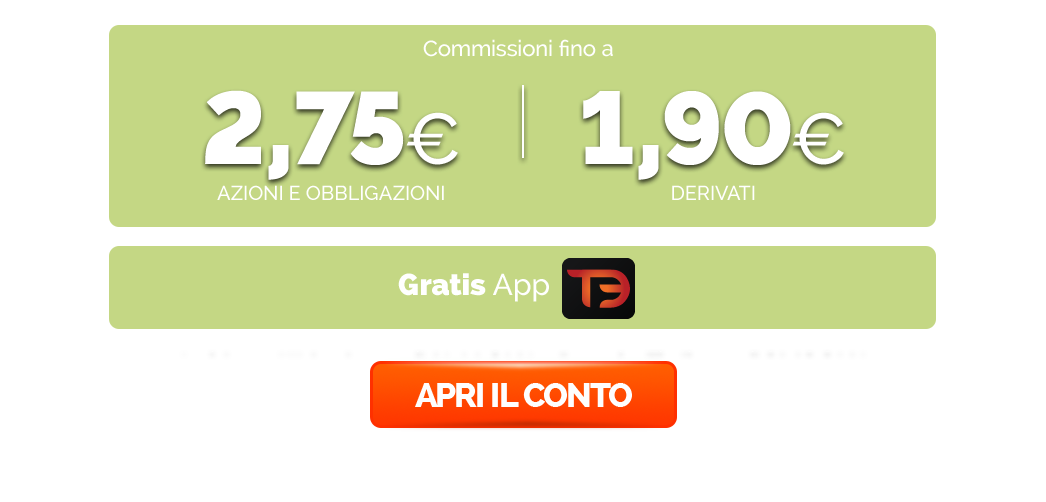 Commissioni fino a
2,75€
AZIONI E OBBLIGAZIONI
1,90€
DERIVATI
Gratis App
APRI IL CONTO